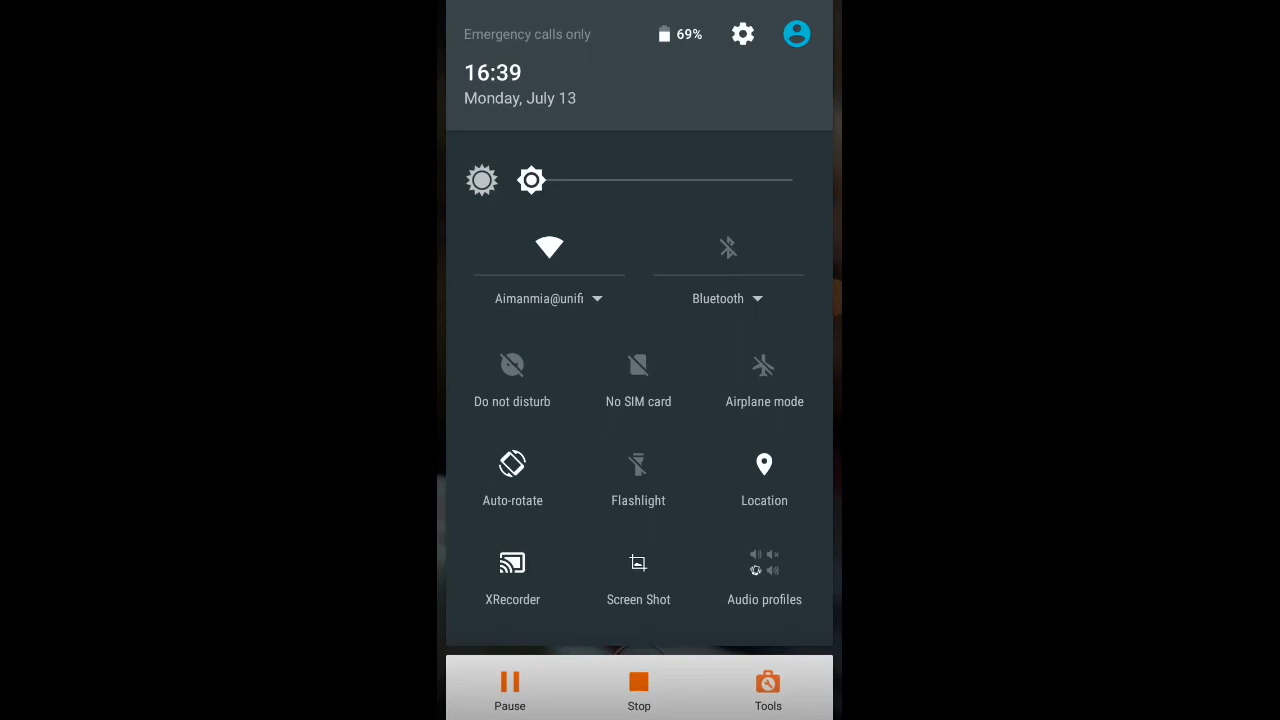 Emergency calls only 69%
16:39
Monday, July 13
Aimanmia@unifi Bluetooth
Do not disturb No SIM card Airplane mode
Auto-rotate Flashlight Location
XRecorder Screen Shot Audio profiles
Pause Stop Tools